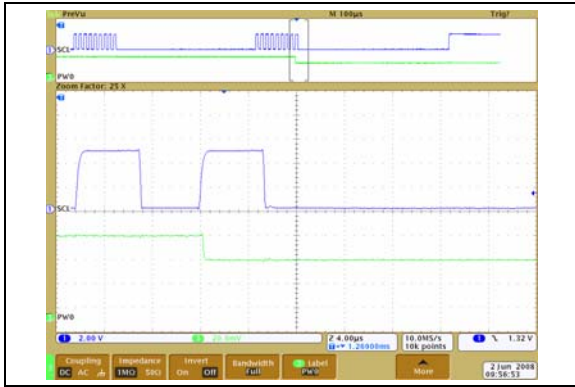 PreVu M 100µs Trig?
SCL
PW0
Zoom Factor: 25 X
SCL
PW0
1 2.00 V 20.0mV Z 4.00µs 10.0MS/s 1 1.32 V
1.26900ms 10k points
Coupling Impedance Invert Bandwidth Label More
DC AC 1MΩ 50Ω On Off Full PW0
2 Jun 2008
09:56:53